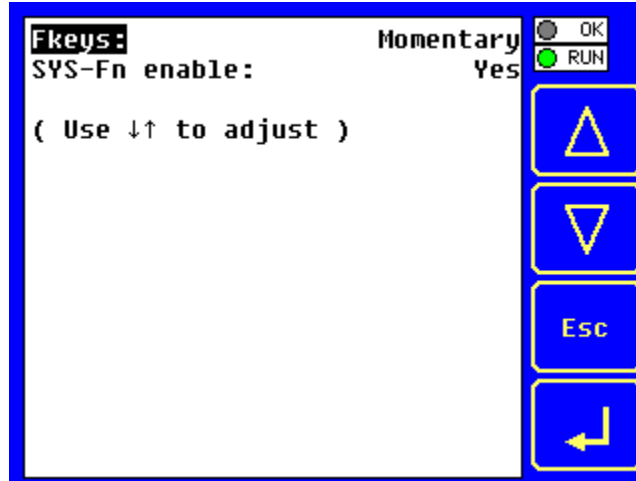 Fkeys: Momentary
SYS-Fn enable: Yes
( Use ↓↑ to adjust )
OK
RUN
Esc